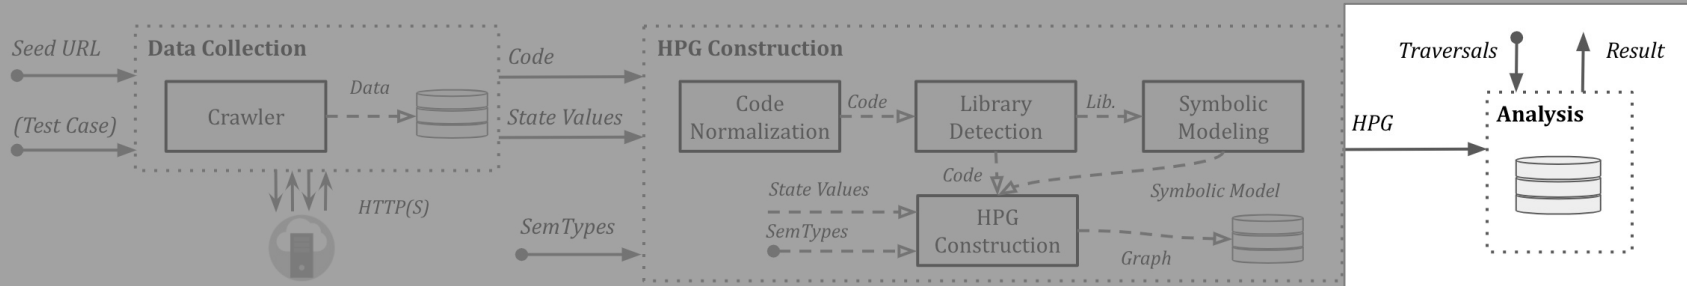 Seed URL
(Test Case)
Data Collection
Crawler
Data
HTTP(S)
Code
State Values
SemTypes
HPG Construction
Code
Normalization
Code
Library
Detection
Lib.
Symbolic
Modeling
Code
Symbolic Model
State Values
SemTypes
HPG
Construction
Graph
HPG
Traversals
Result
Analysis